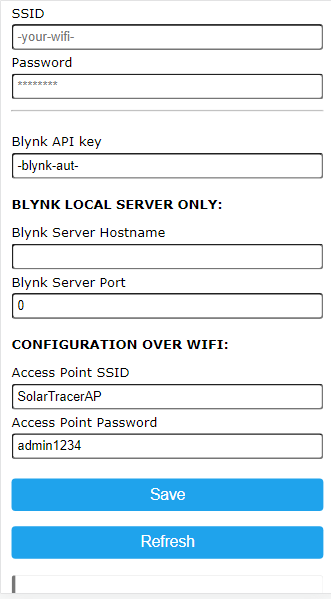 SSID
-your-wifi-
Password
********
Blynk API key
-blynk-aut-
BLYNK LOCAL SERVER ONLY:
Blynk Server Hostname
Blynk Server Port
0
CONFIGURATION OVER WIFI:
Access Point SSID
SolarTracerAP
Access Point Password
admin1234
Save
Refresh